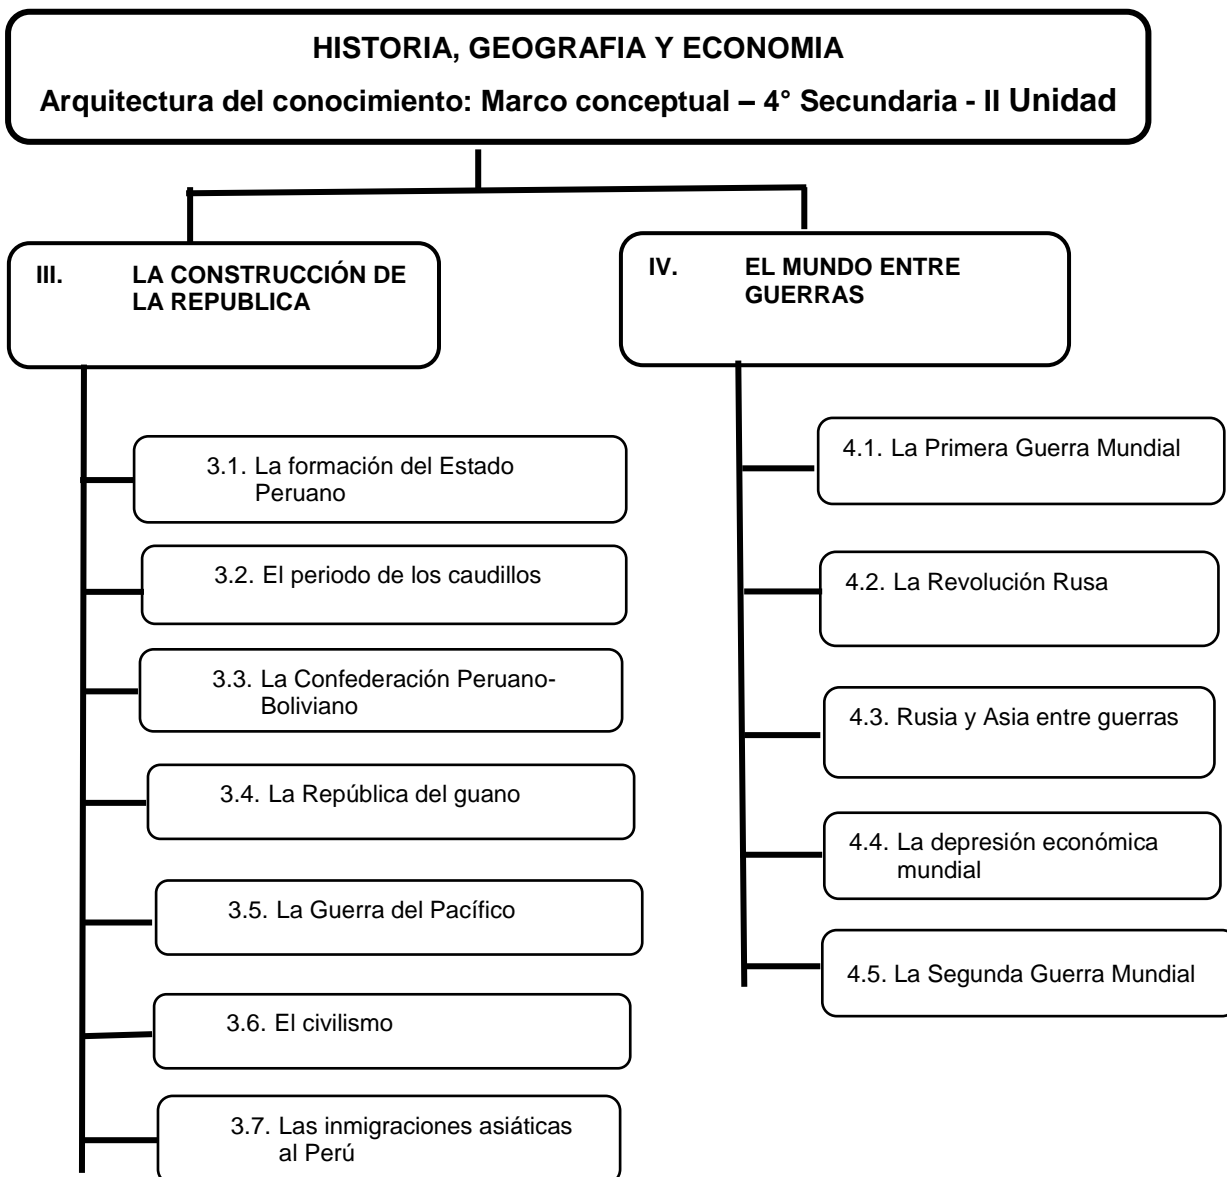 HISTORIA, GEOGRAFIA Y ECONOMIA
Arquitectura del conocimiento: Marco conceptual – 4° Secundaria - II Unidad
III. LA CONSTRUCCIÓN DE
LA REPUBLICA
3.1. La formación del Estado
Peruano
3.2. El periodo de los caudillos
3.3. La Confederación Peruano-
Boliviano
3.4. La República del guano
3.5. La Guerra del Pacífico
3.6. El civilismo
3.7. Las inmigraciones asiáticas
al Perú
IV. EL MUNDO ENTRE
GUERRAS
4.1. La Primera Guerra Mundial
4.2. La Revolución Rusa
4.3. Rusia y Asia entre guerras
4.4. La depresión económica
mundial
4.5. La Segunda Guerra Mundial